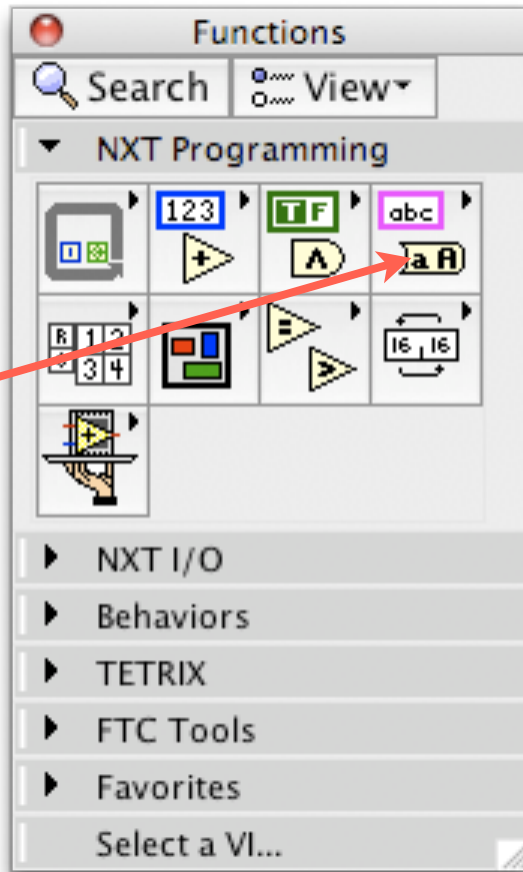 Functions
Search View
NXT Programming
123 T F abc
+ Λ a A
R 1 2 = 16 16
3 4 >
+
NXT I/O
Behaviors
TETRIX
FTC Tools
Favorites
Select a VI...